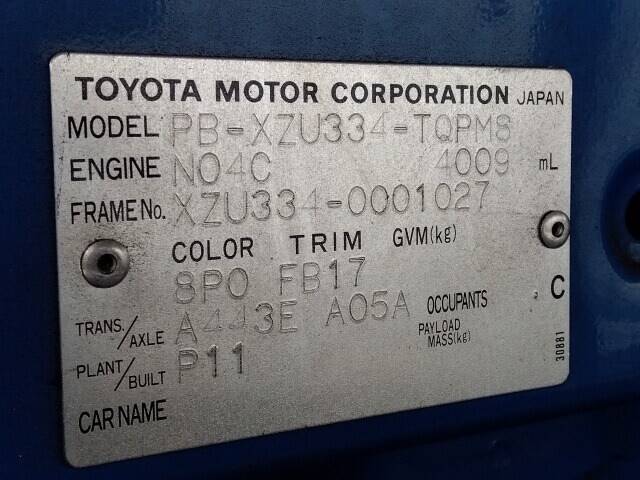 TOYOTA MOTOR CORPORATION JAPAN
MODEL PB-XZU334-TQPMS
ENGINE N04C 4009 mL
FRAME No. XZU334-0001027
COLOR TRIM GVM(kg)
8P0 FB17
TRANS./AXLE A443E A05A OCCUPANTS C
PAYLOAD MASS(kg)
PLANT/BUILT P11
CAR NAME
30881